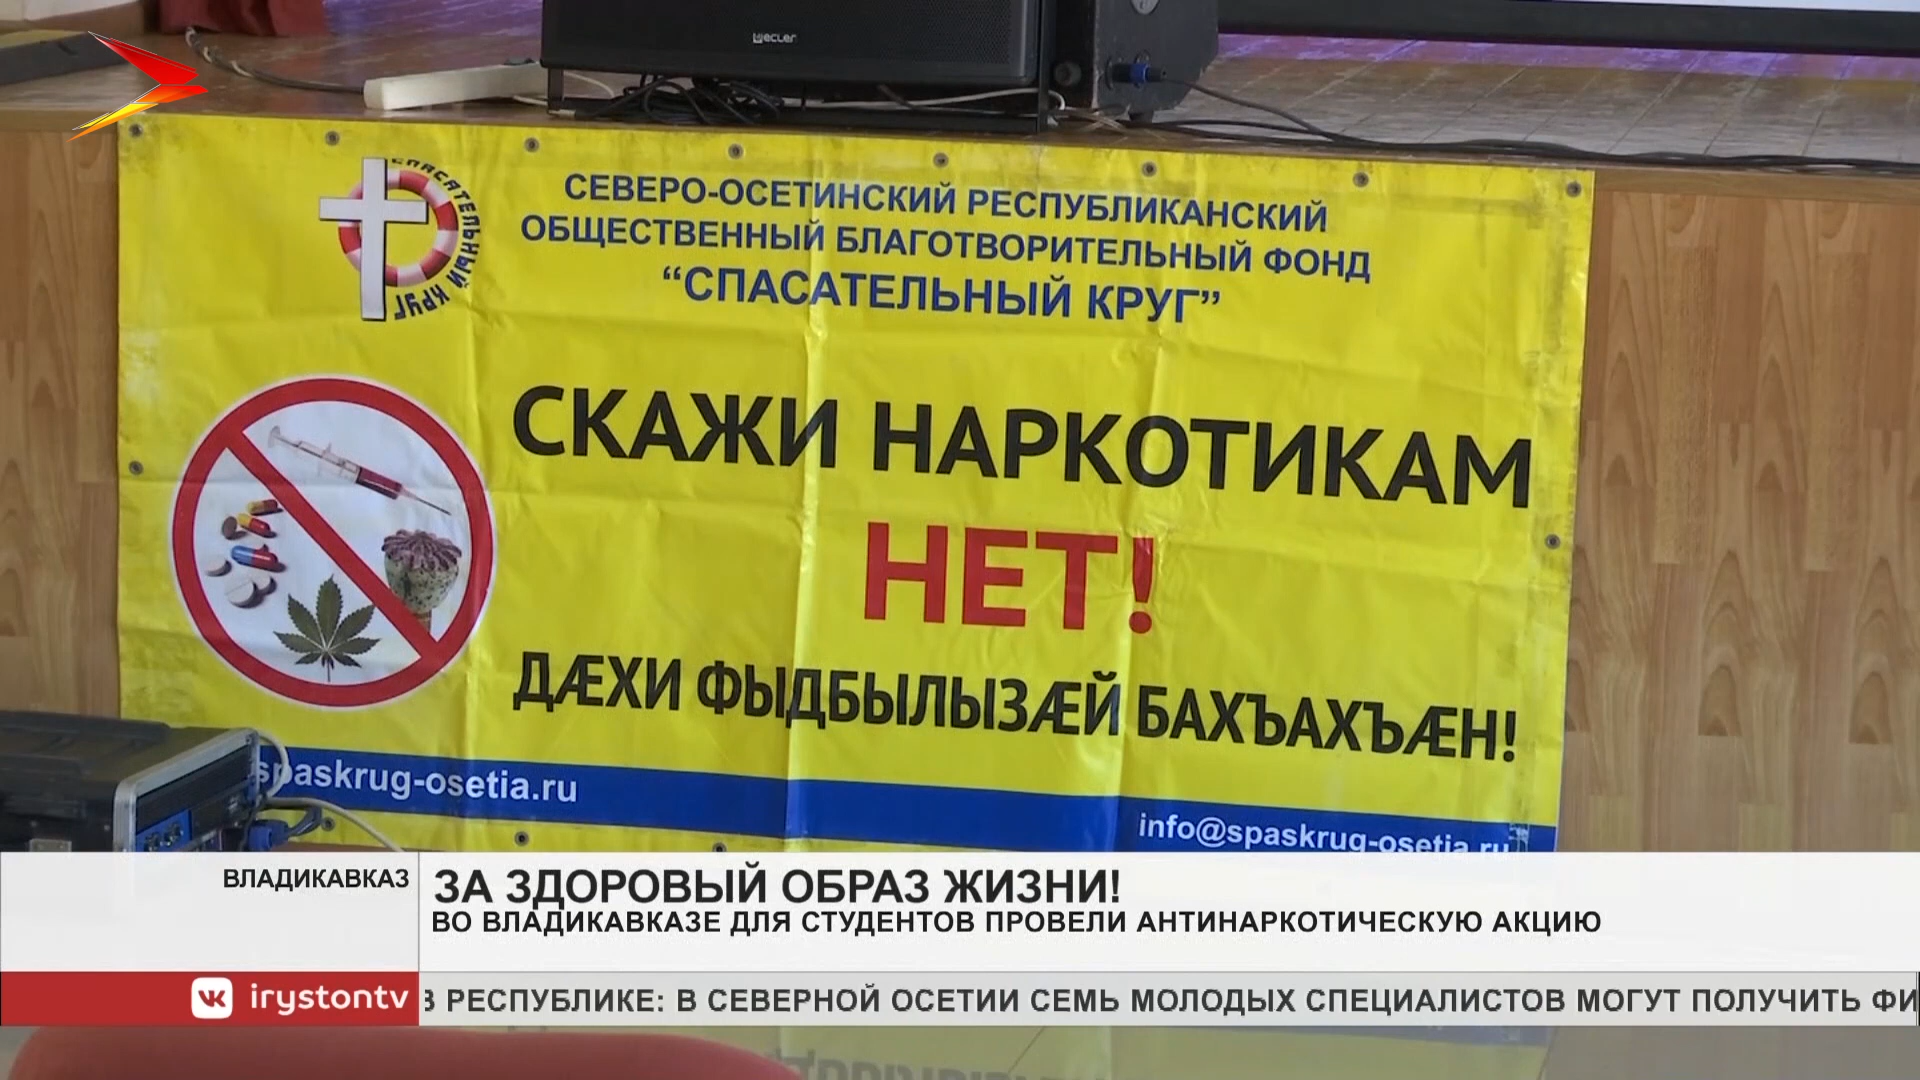 ecler
СПАСАТЕЛЬНЫЙ КРУГ
СЕВЕРО-ОСЕТИНСКИЙ РЕСПУБЛИКАНСКИЙ
ОБЩЕСТВЕННЫЙ БЛАГОТВОРИТЕЛЬНЫЙ ФОНД
“СПАСАТЕЛЬНЫЙ КРУГ”
СКАЖИ НАРКОТИКАМ
НЕТ!
ДÆХИ ФЫДБЫЛЫЗÆЙ БАХЪАХЪÆН!
spaskrug-osetia.ru
info@spaskrug-osetia.ru
ВЛАДИКАВКАЗ
ЗА ЗДОРОВЫЙ ОБРАЗ ЖИЗНИ!
ВО ВЛАДИКАВКАЗЕ ДЛЯ СТУДЕНТОВ ПРОВЕЛИ АНТИНАРКОТИЧЕСКУЮ АКЦИЮ
irystontv
В РЕСПУБЛИКЕ: В СЕВЕРНОЙ ОСЕТИИ СЕМЬ МОЛОДЫХ СПЕЦИАЛИСТОВ МОГУТ ПОЛУЧИТЬ ФИ